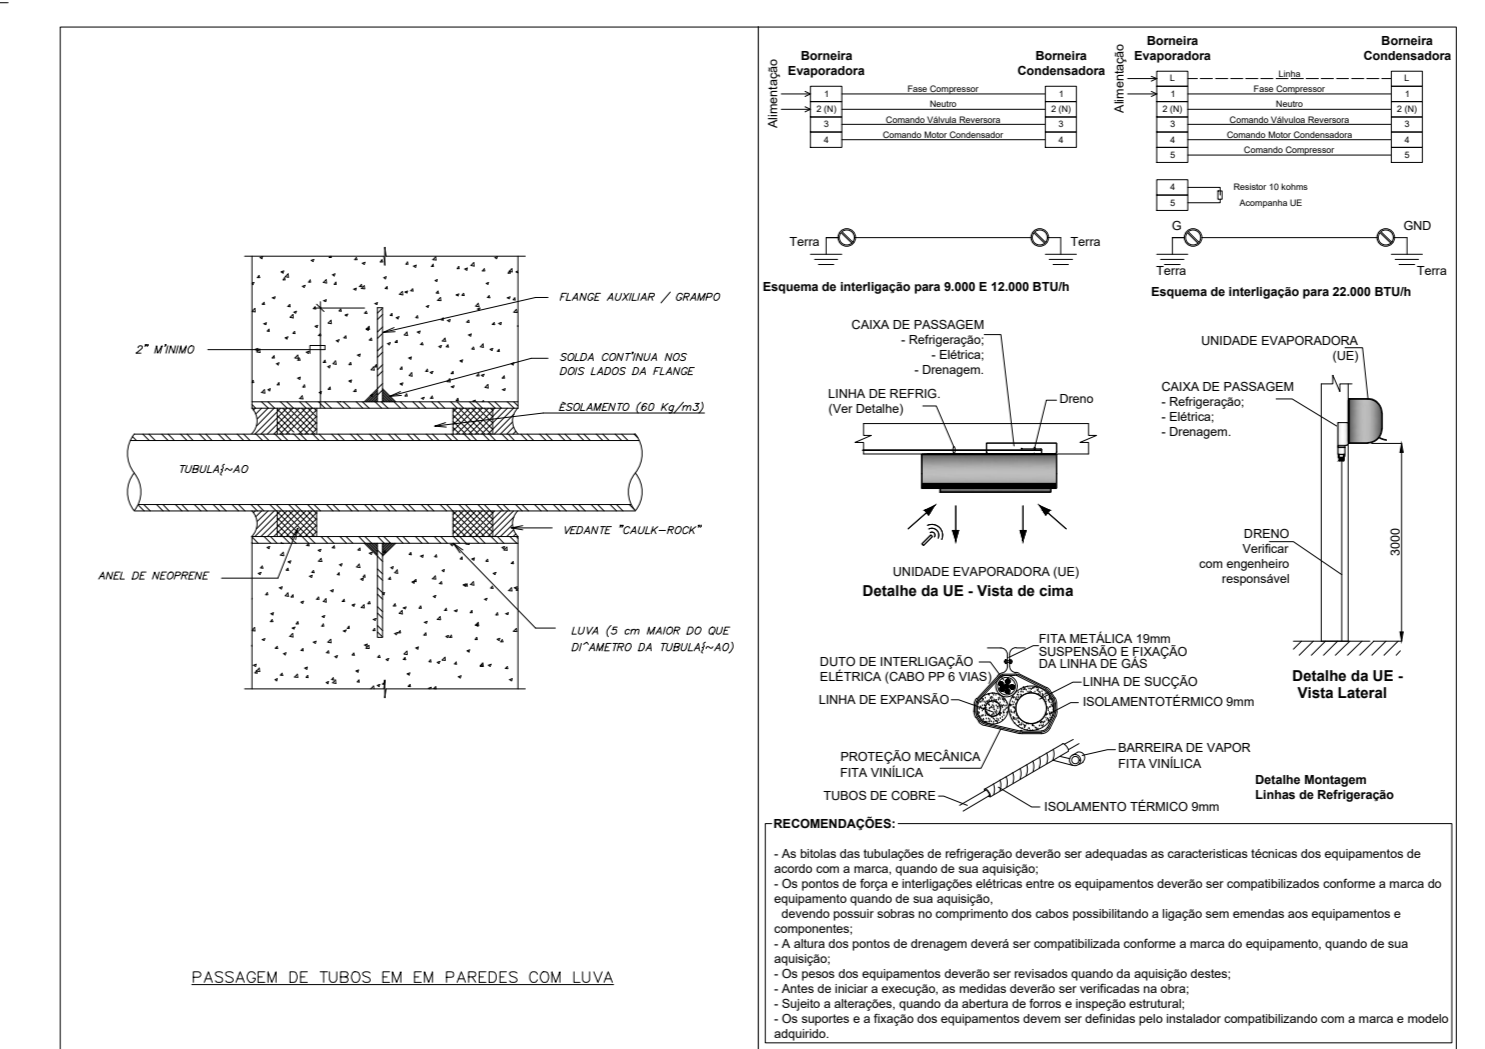 FLANGE AUXILIAR / GRAMPO
2" M'INIMO
SOLDA CONT'INUA NOS
DOIS LADOS DA FLANGE
ÈSOLAMENTO (60 Kg/m3)
TUBULA{~AO
VEDANTE "CAULK-ROCK"
ANEL DE NEOPRENE
LUVA (5 cm MAIOR DO QUE
DI^AMETRO DA TUBULA{~AO)
PASSAGEM DE TUBOS EM EM PAREDES COM LUVA
Alimentação
Borneira
Evaporadora
Borneira
Condensadora
1 Fase Compressor 1
2 (N) Neutro 2 (N)
3 Comando Válvula Reversora 3
4 Comando Motor Condensador 4
Terra
Terra
Esquema de interligação para 9.000 E 12.000 BTU/h
Alimentação
Borneira
Evaporadora
Borneira
Condensadora
L Linha L
1 Fase Compressor 1
2 (N) Neutro 2 (N)
3 Comando Válvuloa Reversora 3
4 Comando Motor Condensadora 4
5 Comando Compressor 5
4 Resistor 10 kohms
5 Acompanha UE
G
GND
Terra
Terra
Esquema de interligação para 22.000 BTU/h
CAIXA DE PASSAGEM
- Refrigeração;
- Elétrica;
- Drenagem.
LINHA DE REFRIG.
(Ver Detalhe)
Dreno
UNIDADE EVAPORADORA (UE)
Detalhe da UE - Vista de cima
UNIDADE EVAPORADORA
(UE)
CAIXA DE PASSAGEM
- Refrigeração;
- Elétrica;
- Drenagem.
DRENO
Verificar
com engenheiro
responsável
3000
Detalhe da UE -
Vista Lateral
FITA METÁLICA 19mm
SUSPENSÃO E FIXAÇÃO
DA LINHA DE GÁS
DUTO DE INTERLIGAÇÃO
ELÉTRICA (CABO PP 6 VIAS)
LINHA DE SUCÇÃO
LINHA DE EXPANSÃO
ISOLAMENTOTÉRMICO 9mm
PROTEÇÃO MECÂNICA
FITA VINÍLICA
BARREIRA DE VAPOR
FITA VINÍLICA
TUBOS DE COBRE
ISOLAMENTO TÉRMICO 9mm
Detalhe Montagem
Linhas de Refrigeração
RECOMENDAÇÕES:
- As bitolas das tubulações de refrigeração deverão ser adequadas as caracteristicas técnicas dos equipamentos de
acordo com a marca, quando de sua aquisição;
- Os pontos de força e interligações elétricas entre os equipamentos deverão ser compatibilizados conforme a marca do
equipamento quando de sua aquisição,
devendo possuir sobras no comprimento dos cabos possibilitando a ligação sem emendas aos equipamentos e
componentes;
- A altura dos pontos de drenagem deverá ser compatibilizada conforme a marca do equipamento, quando de sua
aquisição;
- Os pesos dos equipamentos deverão ser revisados quando da aquisição destes;
- Antes de iniciar a execução, as medidas deverão ser verificadas na obra;
- Sujeito a alterações, quando da abertura de forros e inspeção estrutural;
- Os suportes e a fixação dos equipamentos devem ser definidas pelo instalador compatibilizando com a marca e modelo
adquirido.